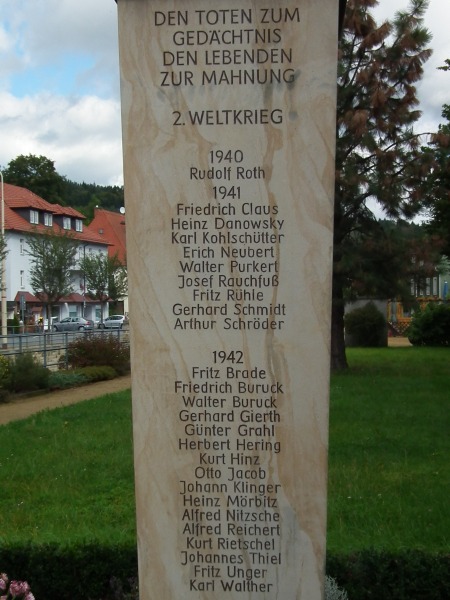 DEN TOTEN ZUM
GEDÄCHTNIS
DEN LEBENDEN
ZUR MAHNUNG
2. WELTKRIEG
1940
Rudolf Roth
1941
Friedrich Claus
Heinz Danowsky
Karl Kohlschütter
Erich Neubert
Walter Purkert
Josef Rauchfuß
Fritz Rühle
Gerhard Schmidt
Arthur Schröder
1942
Fritz Brade
Friedrich Buruck
Walter Buruck
Gerhard Gierth
Günter Grahl
Herbert Hering
Kurt Hinz
Otto Jacob
Johann Klinger
Heinz Mörbitz
Alfred Nitzsche
Alfred Reichert
Kurt Rietschel
Johannes Thiel
Fritz Unger
Karl Walther